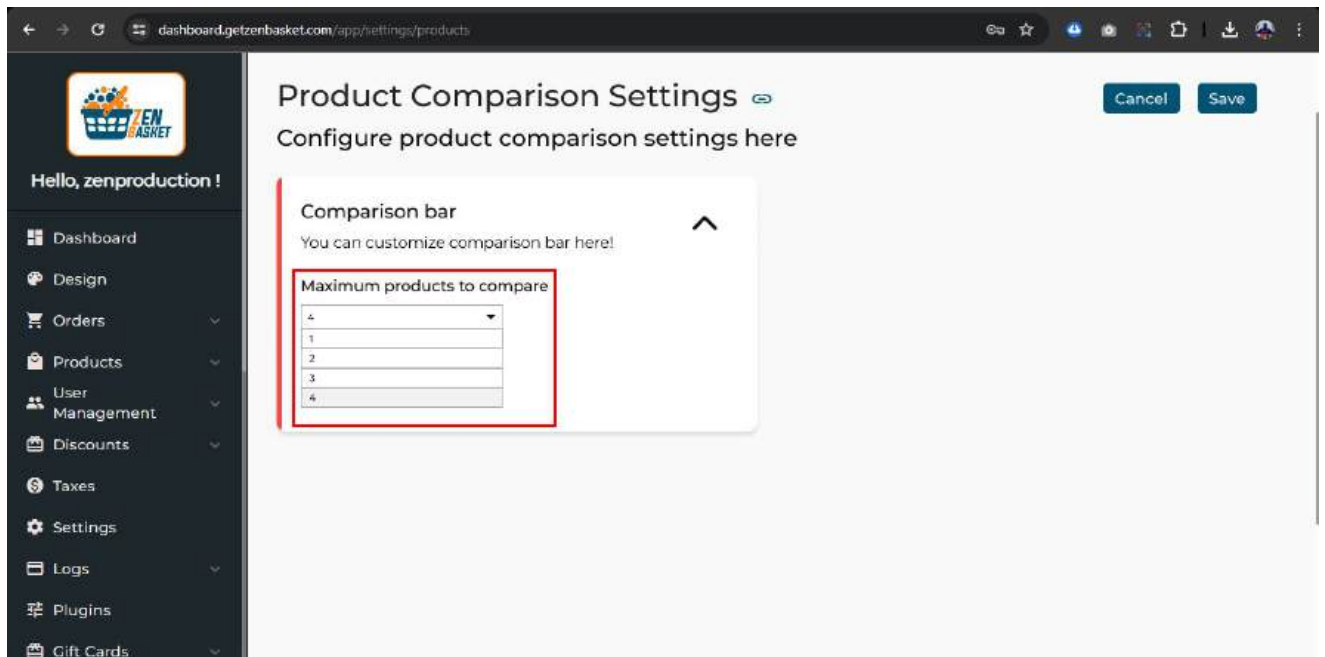 dashboard.getzenbasket.com/app/settings/products
ZEN
BASKET
Hello, zenproduction !
Dashboard
Design
Orders
Products
User
Management
Discounts
Taxes
Settings
Logs
Plugins
Gift Cards
Product Comparison Settings
Configure product comparison settings here
Cancel
Save
Comparison bar
You can customize comparison bar here!
Maximum products to compare
4
1
2
3
4